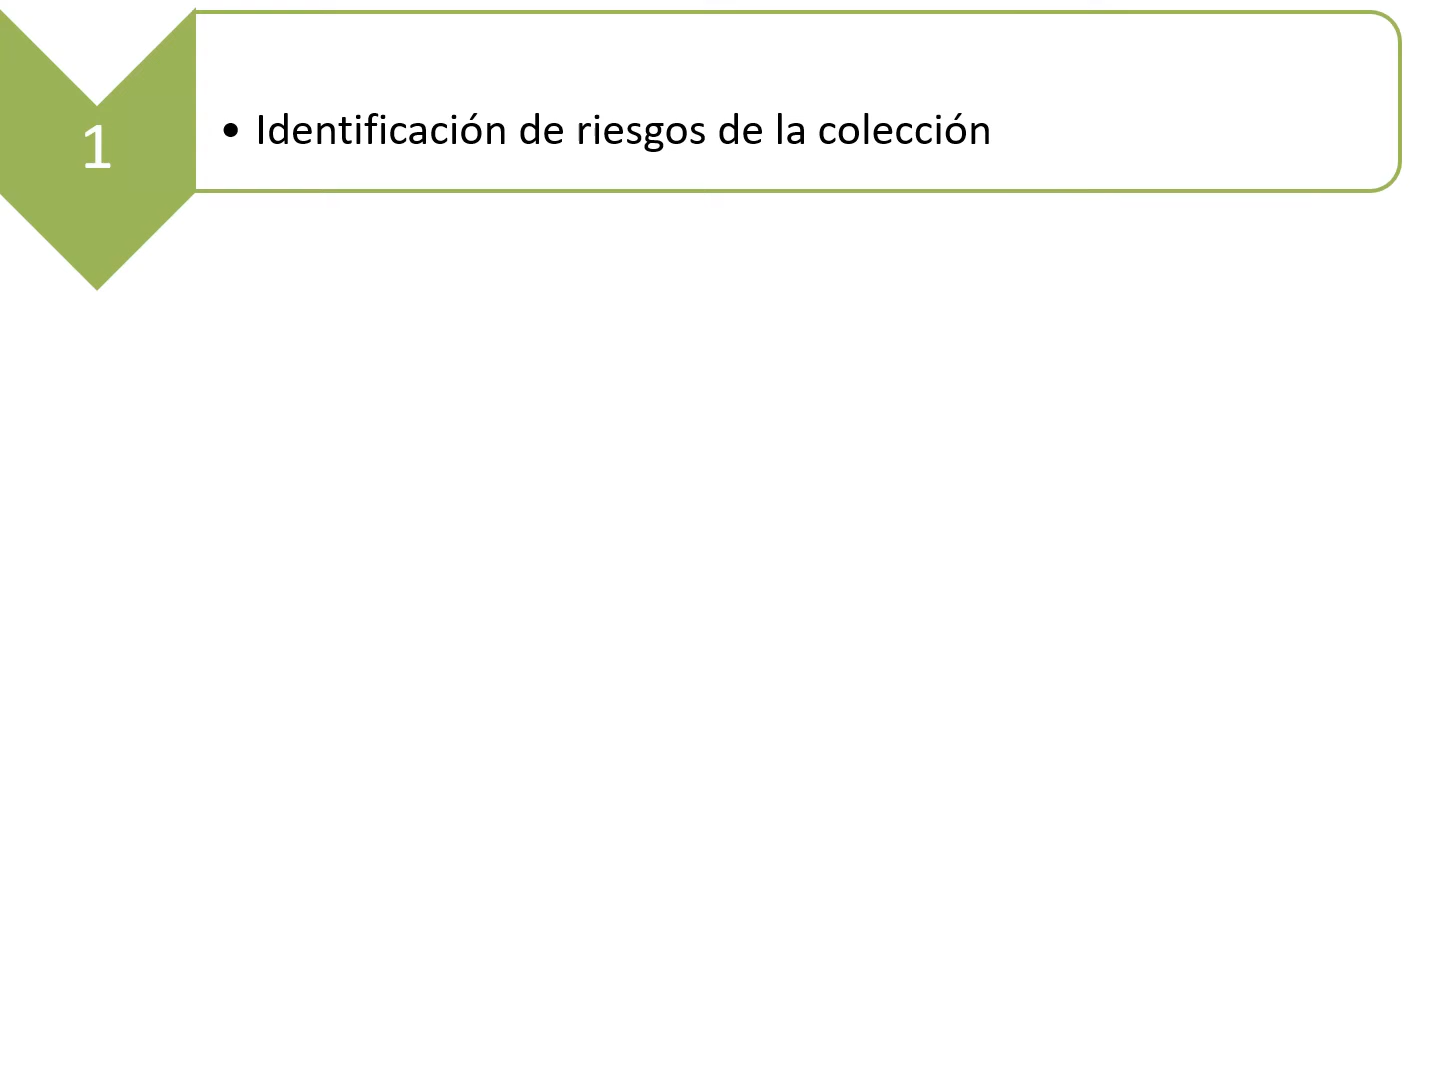 1
• Identificación de riesgos de la colección